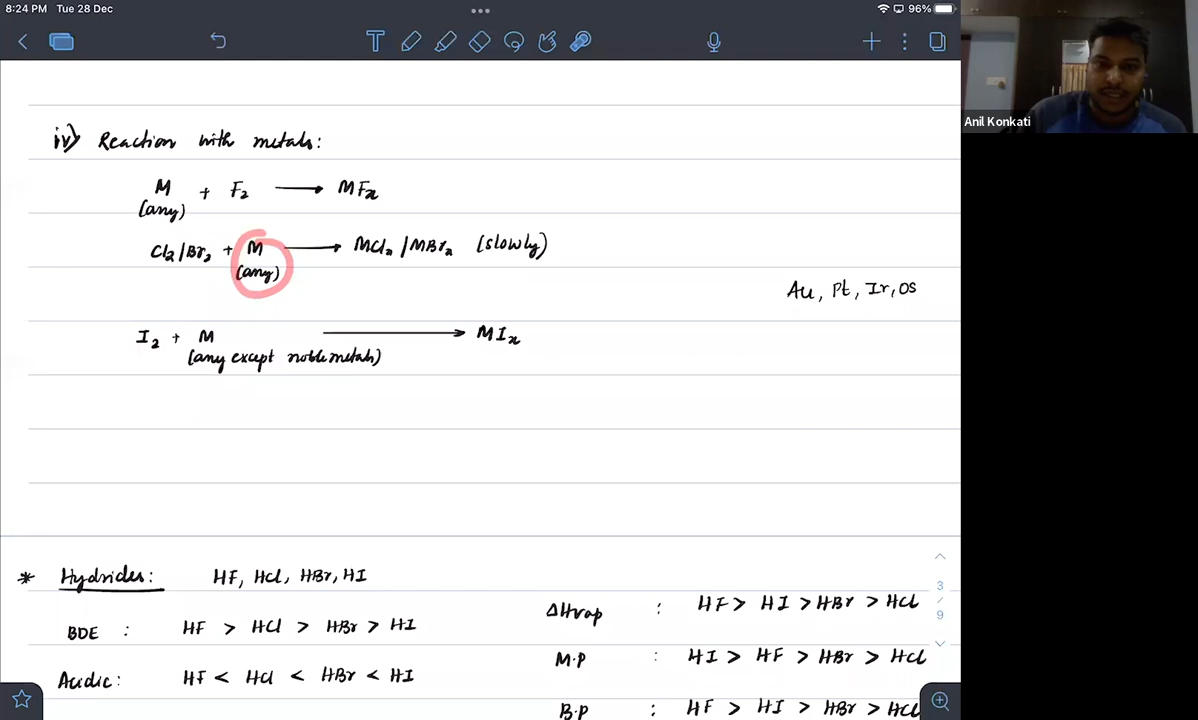 8:24 PM Tue 28 Dec
96%
Anil Konkati
iv) Reaction with metals:
M + F₂ → MFx
(any)
Cl₂/Br₂ + M → MClx/MBrx (slowly)
(any)
Au, Pt, Ir, Os
I₂ + M → MIx
(any except noble metals)
3
/
9
* Hydrides: HF, HCl, HBr, HI
BDE : HF > HCl > HBr > HI
Acidic: HF < HCl < HBr < HI
ΔHvap : HF > HI > HBr > HCl
M.P : HI > HF > HBr > HCl
B.P : HF > HI > HBr > HCl